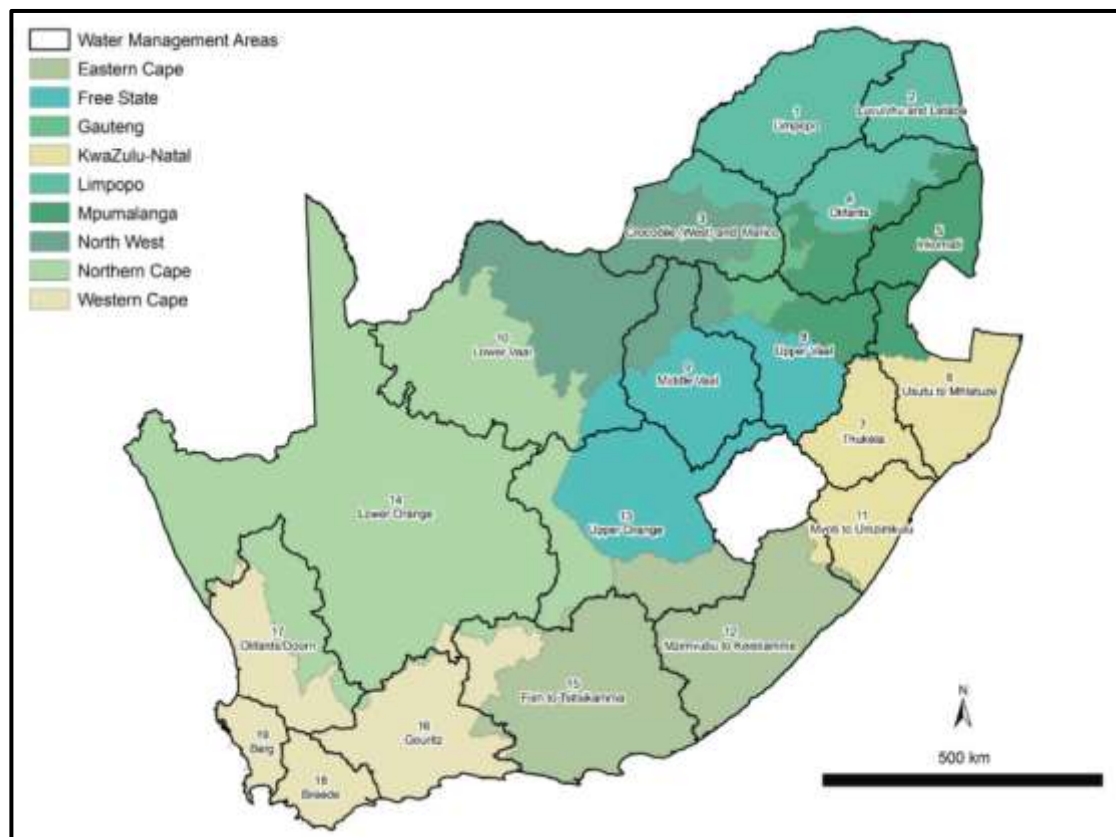 Water Management Areas
Eastern Cape
Free State
Gauteng
KwaZulu-Natal
Limpopo
Mpumalanga
North West
Northern Cape
Western Cape
1
Limpopo
2
Luvuvhu and Letaba
3
Crocodile (West) and Marico
4
Olifants
5
Inkomati
6
Usutu to Mhlatuze
7
Thukela
8
Upper Vaal
9
Middle Vaal
10
Lower Vaal
11
Mvoti to Umzimkulu
12
Mzimvubu to Keiskamma
13
Upper Orange
14
Lower Orange
15
Fish to Tsitsikamma
16
Gouritz
17
Olifants/Doorn
18
Breede
19
Berg
N
500 km